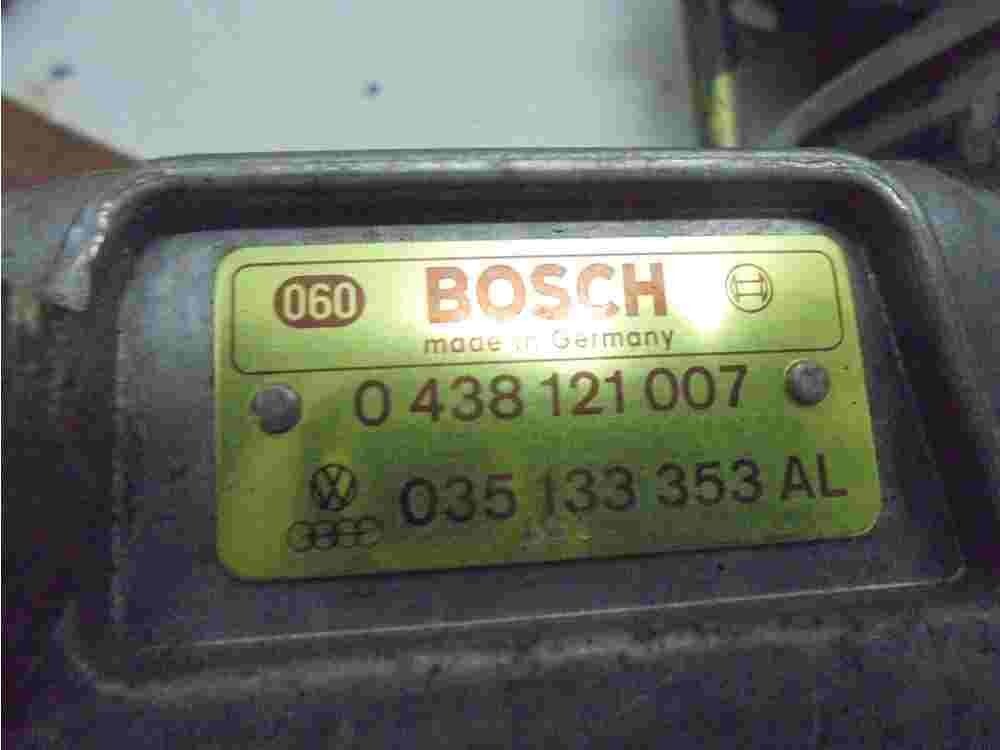 060 BOSCH
made in Germany
0 438 121 007
035 133 353 AL